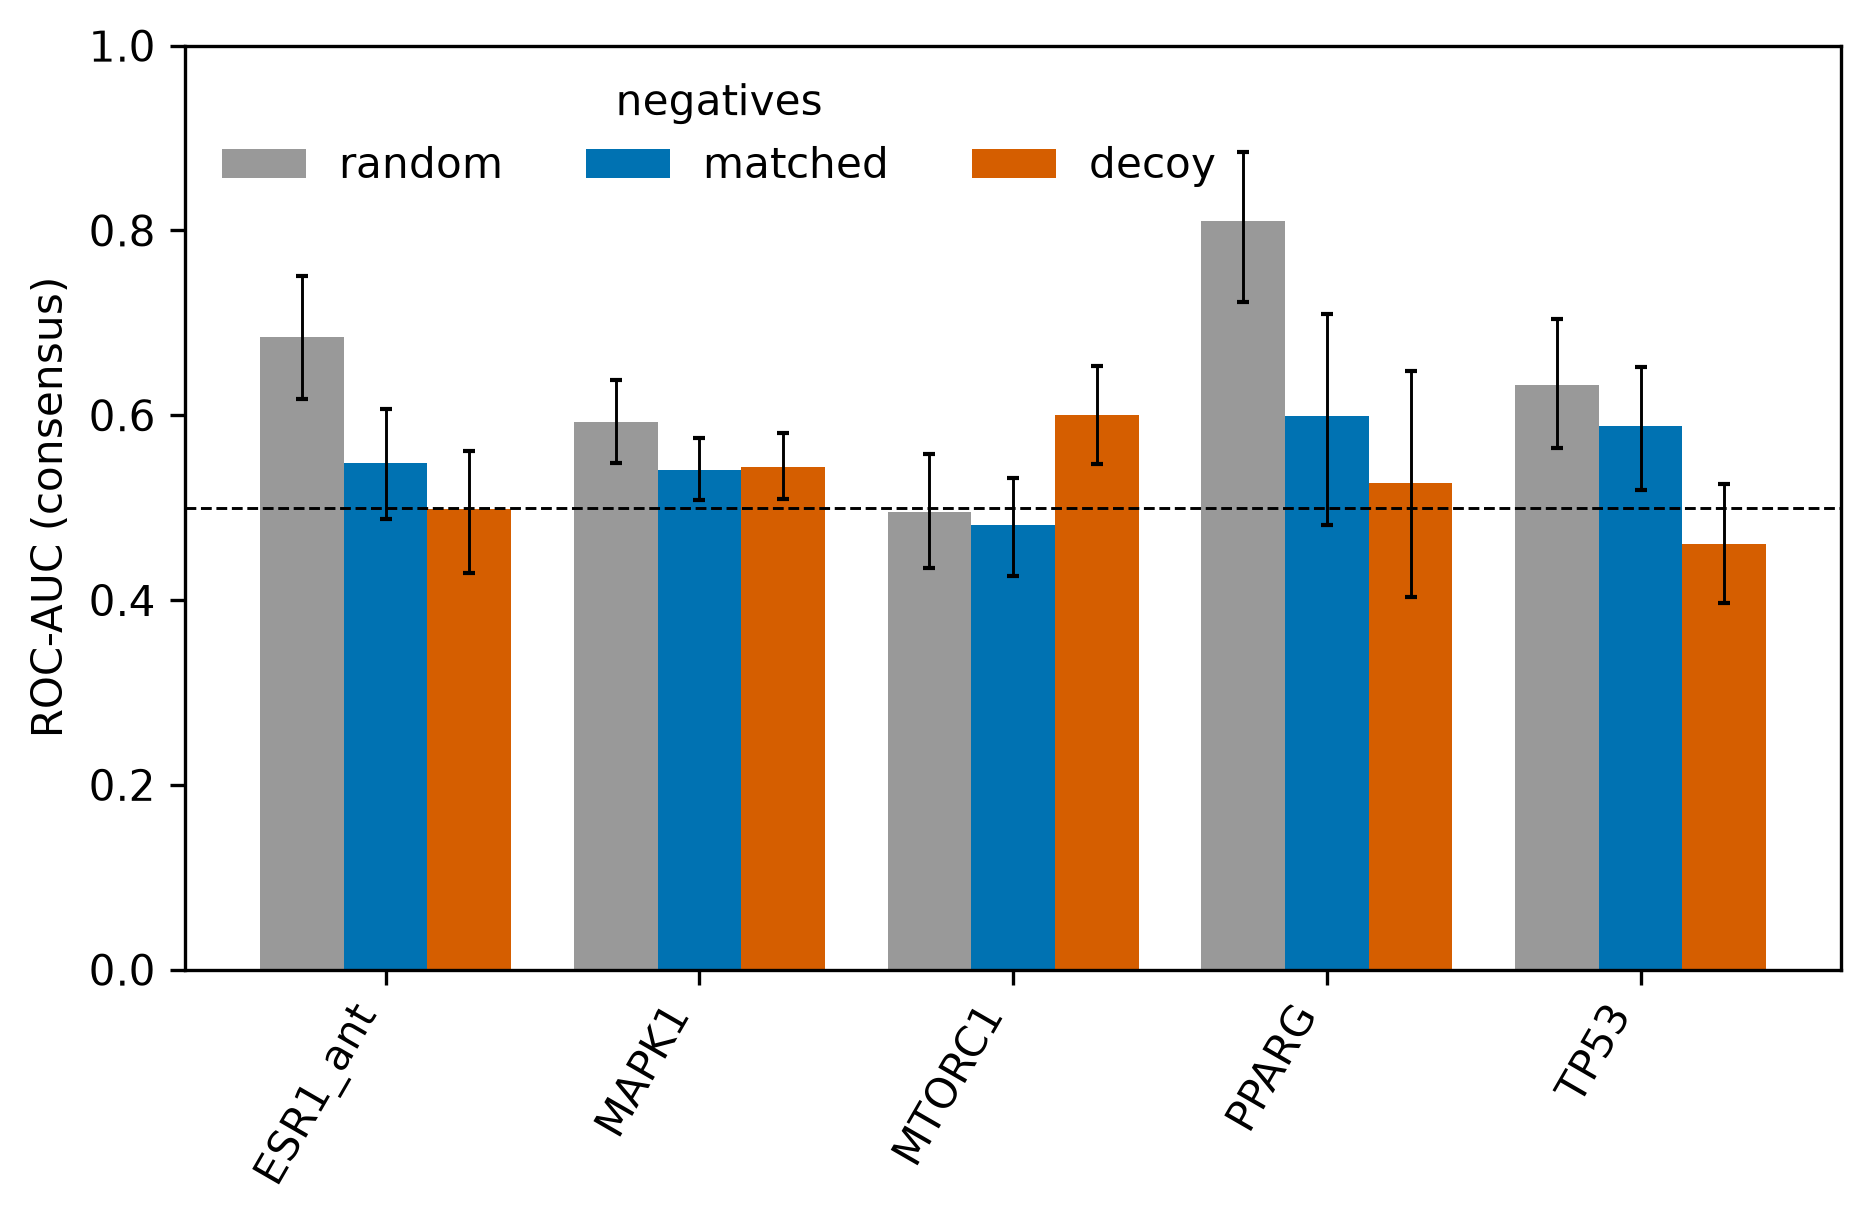 negatives
random matched decoy
ROC-AUC (consensus)
1.0
0.8
0.6
0.4
0.2
0.0
ESR1_ant
MAPK1
MTORC1
PPARG
TP53